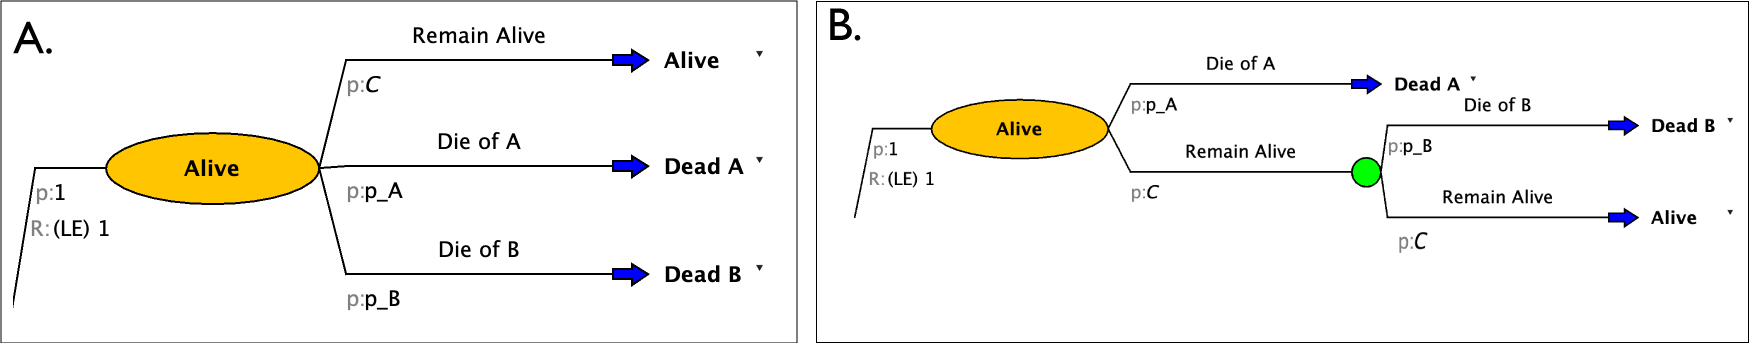 A.
Remain Alive
Alive
p:C
Die of A
Alive
Dead A
p:1
p:p_A
R:(LE) 1
Die of B
Dead B
p:p_B
B.
Die of A
Dead A
p:p_A
Die of B
Dead B
Alive
p:1
p:p_B
Remain Alive
R:(LE) 1
p:C
Remain Alive
Alive
p:C